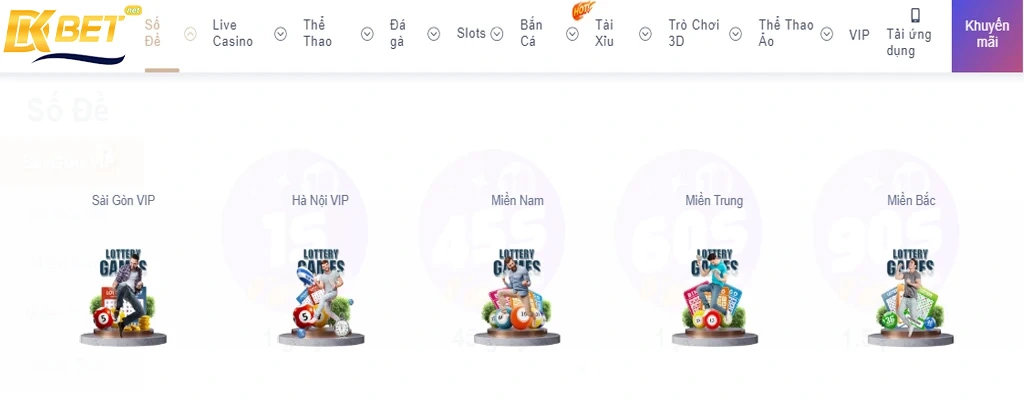 DKBET net
Số Đề
Live Casino
Thể Thao
Đá gà
Slots
Bắn Cá
HOT!
Tài Xỉu
Trò Chơi 3D
Thể Thao Ảo
VIP
Tải ứng dụng
Khuyến mãi
Số Đề
Sài Gòn VIP
Hà Nội VIP
Miền Nam
Miền Trung
Miền Bắc
LOTTERY GAMES
LOTTERY GAMES
LOTTERY GAMES
LOTTERY GAMES
LOTTERY GAMES